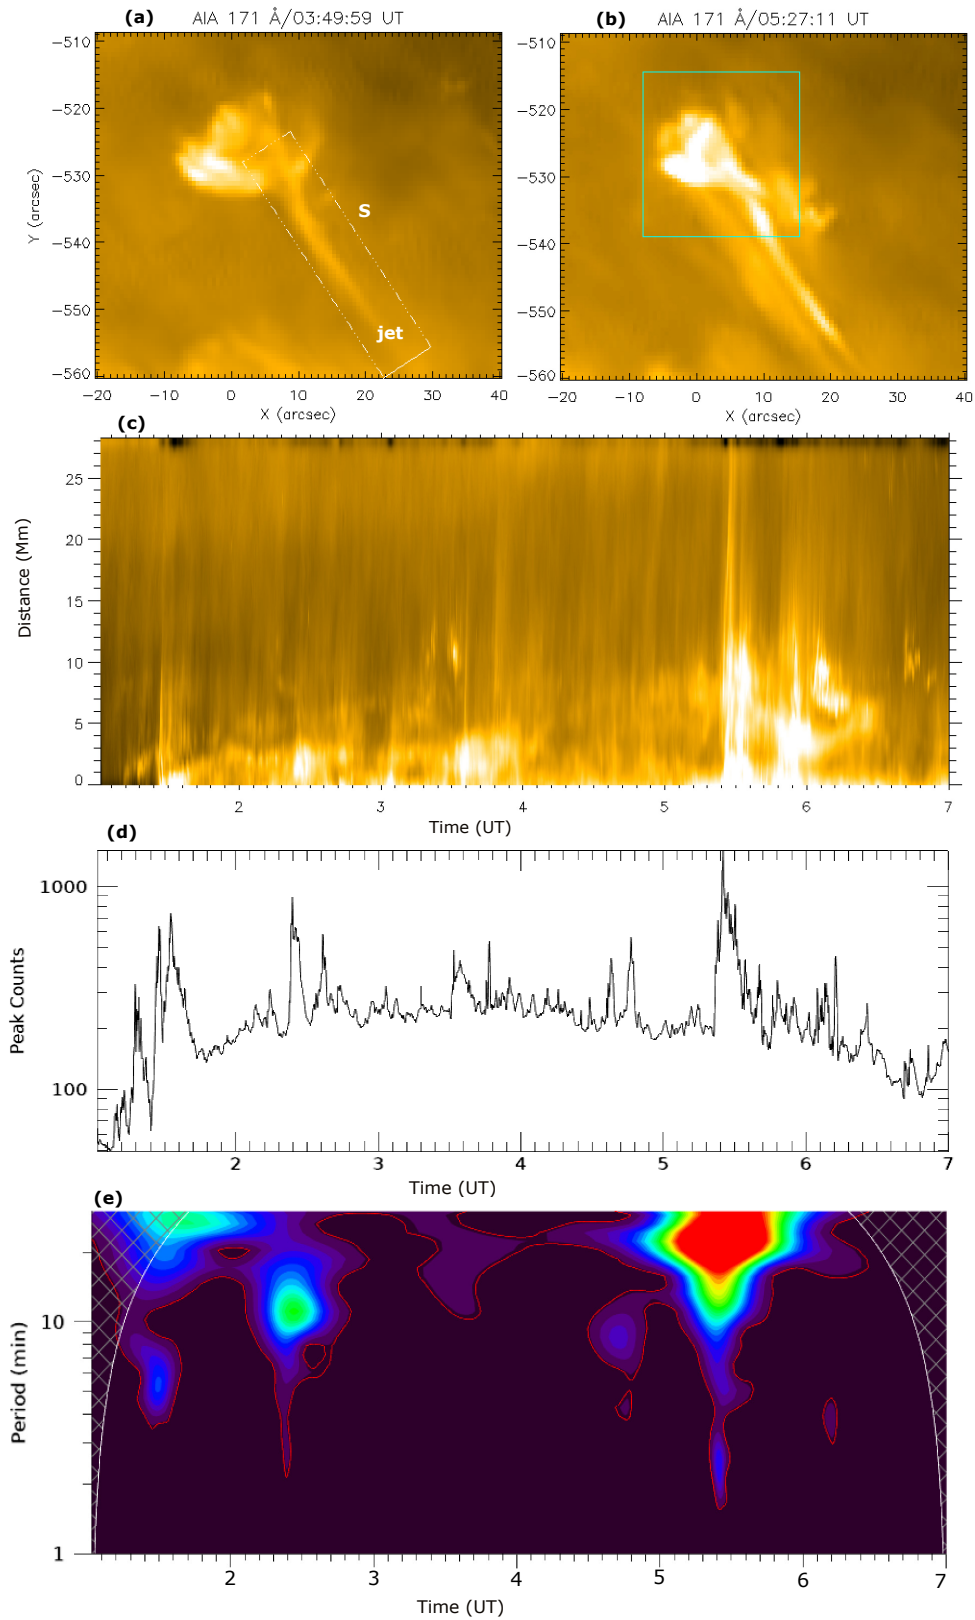 (a) AIA 171 Å/03:49:59 UT
(b) AIA 171 Å/05:27:11 UT
−510
−520
−530
−540
−550
−560
Y (arcsec)
S
jet
−20 −10 0 10 20 30 40
X (arcsec)
−510
−520
−530
−540
−550
−560
−20 −10 0 10 20 30 40
X (arcsec)
(c)
25
20
15
10
5
0
Distance (Mm)
2 3 4 5 6 7
Time (UT)
(d)
1000
100
Peak Counts
2 3 4 5 6 7
Time (UT)
(e)
10
1
Period (min)
2 3 4 5 6 7
Time (UT)